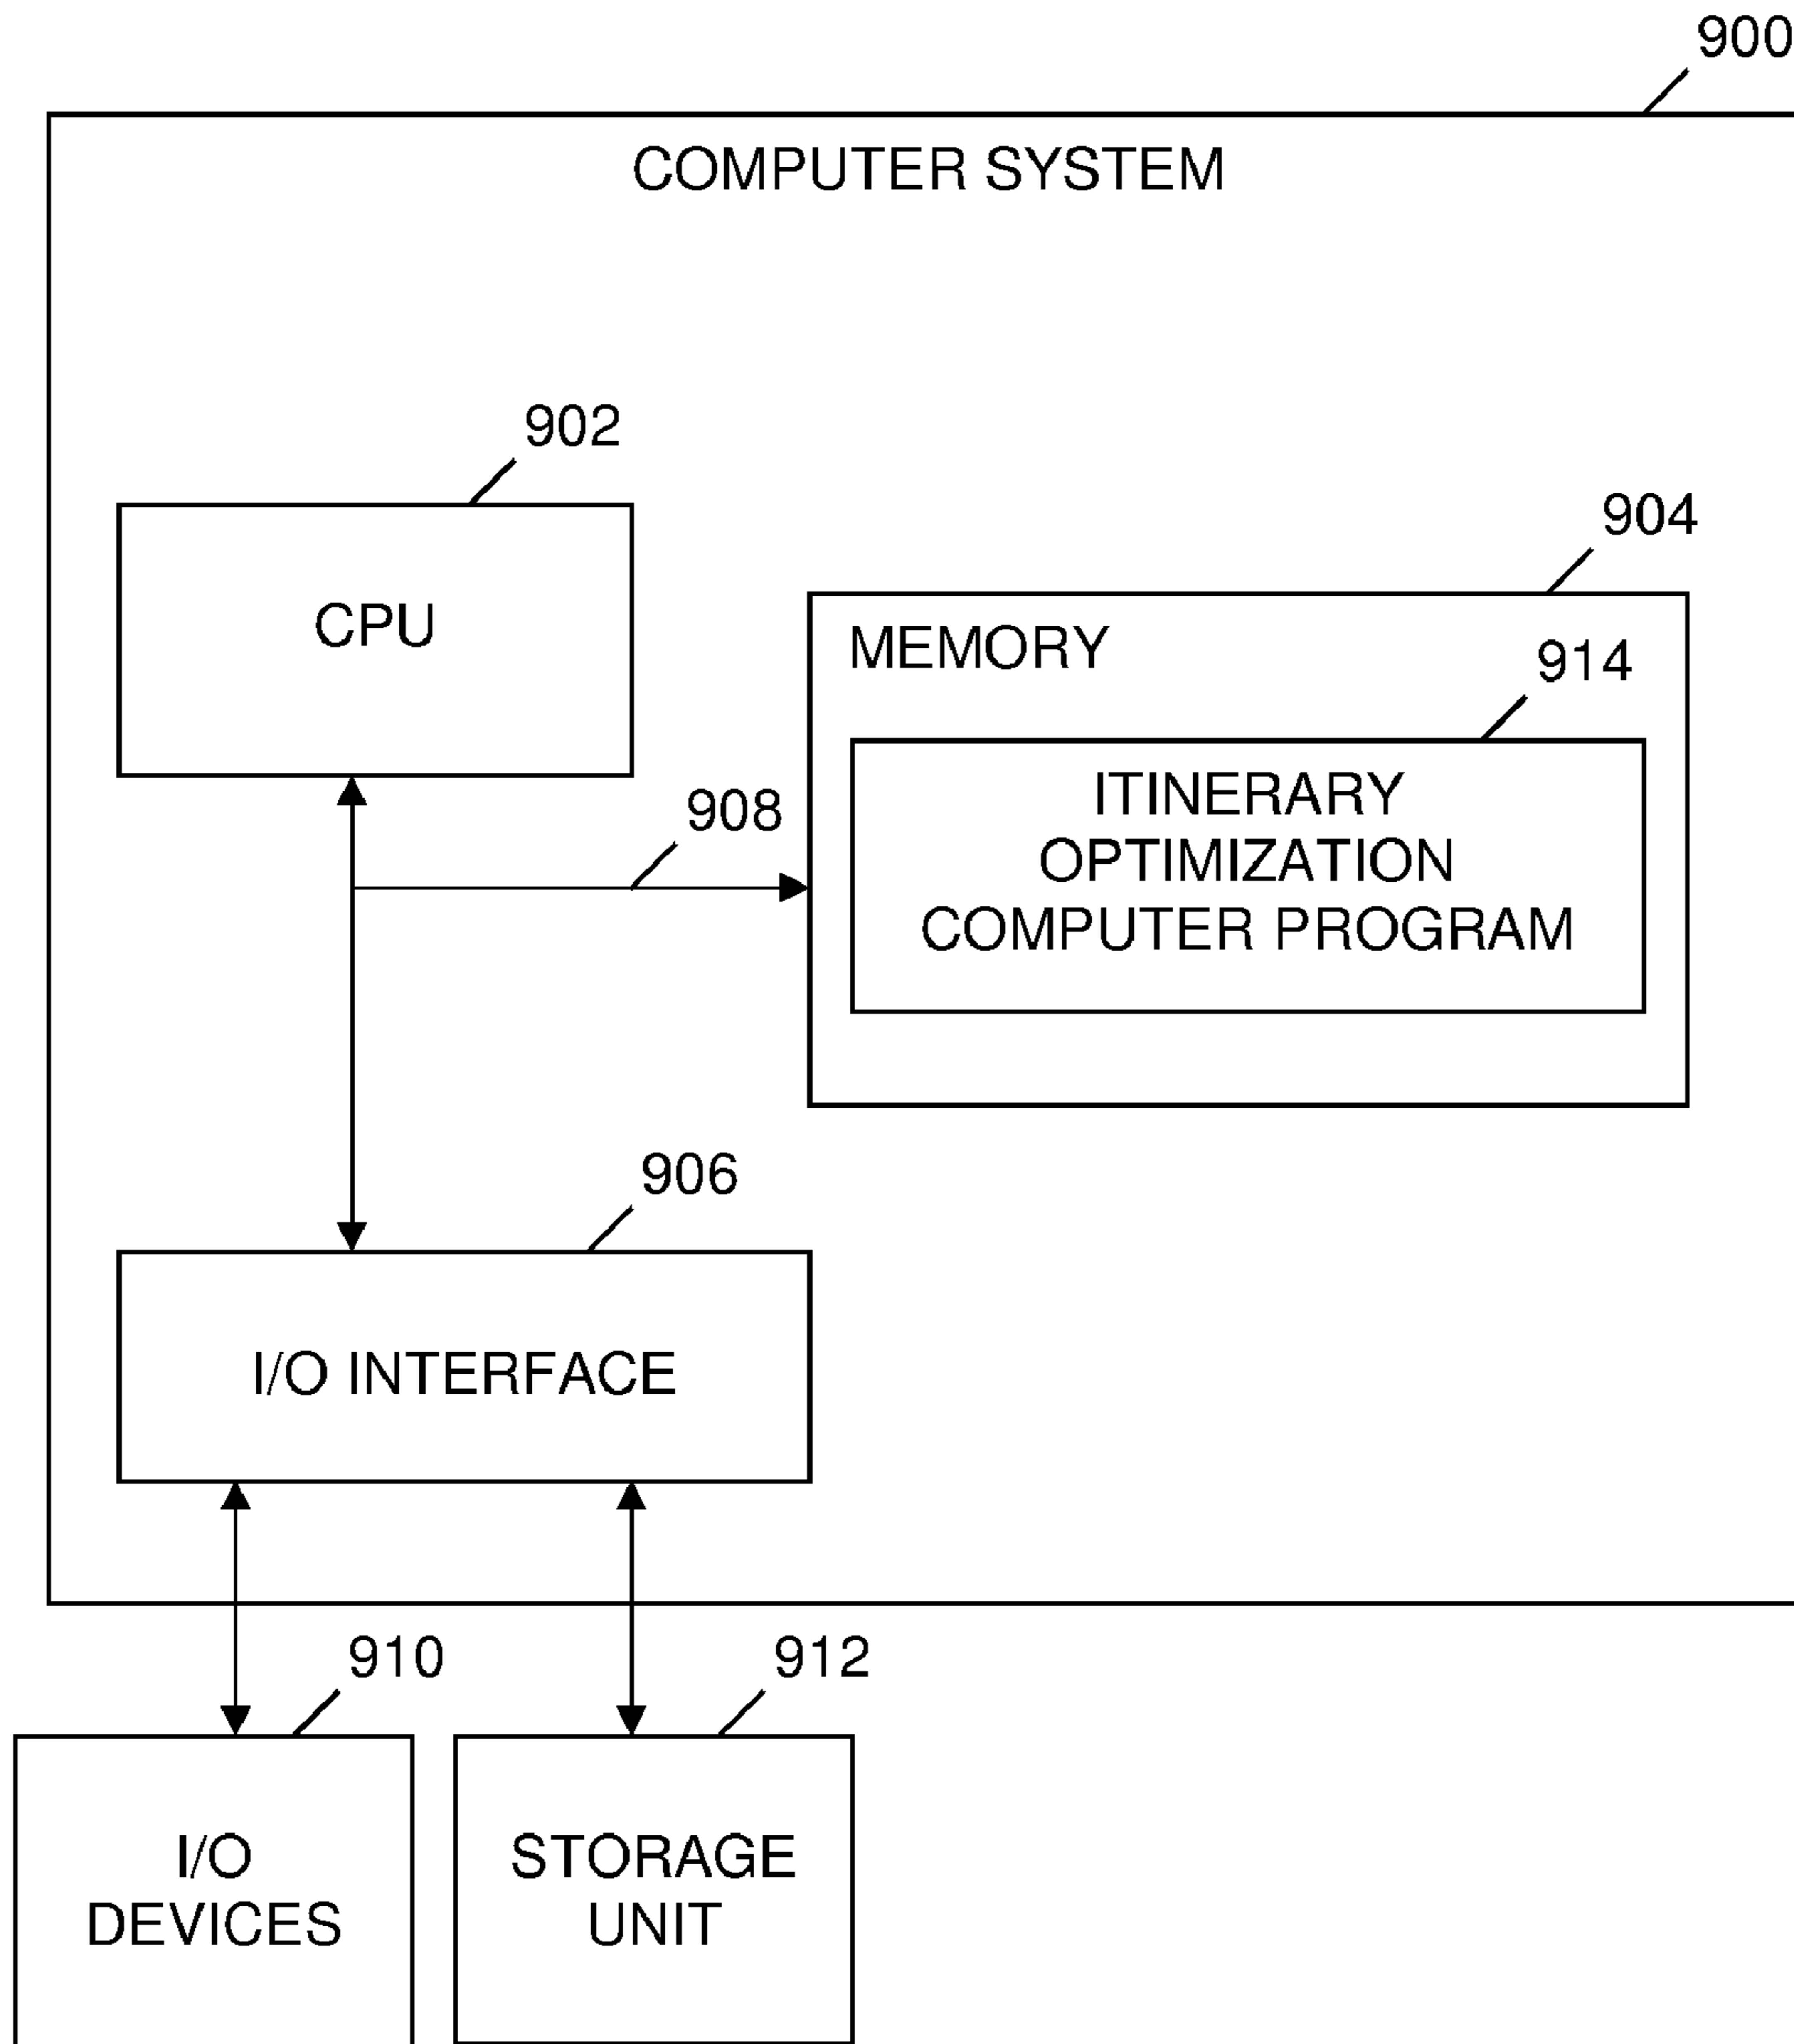 900
COMPUTER SYSTEM
902
CPU
904
MEMORY
914
ITINERARY
OPTIMIZATION
COMPUTER PROGRAM
908
906
I/O INTERFACE
910
912
I/O
DEVICES
STORAGE
UNIT